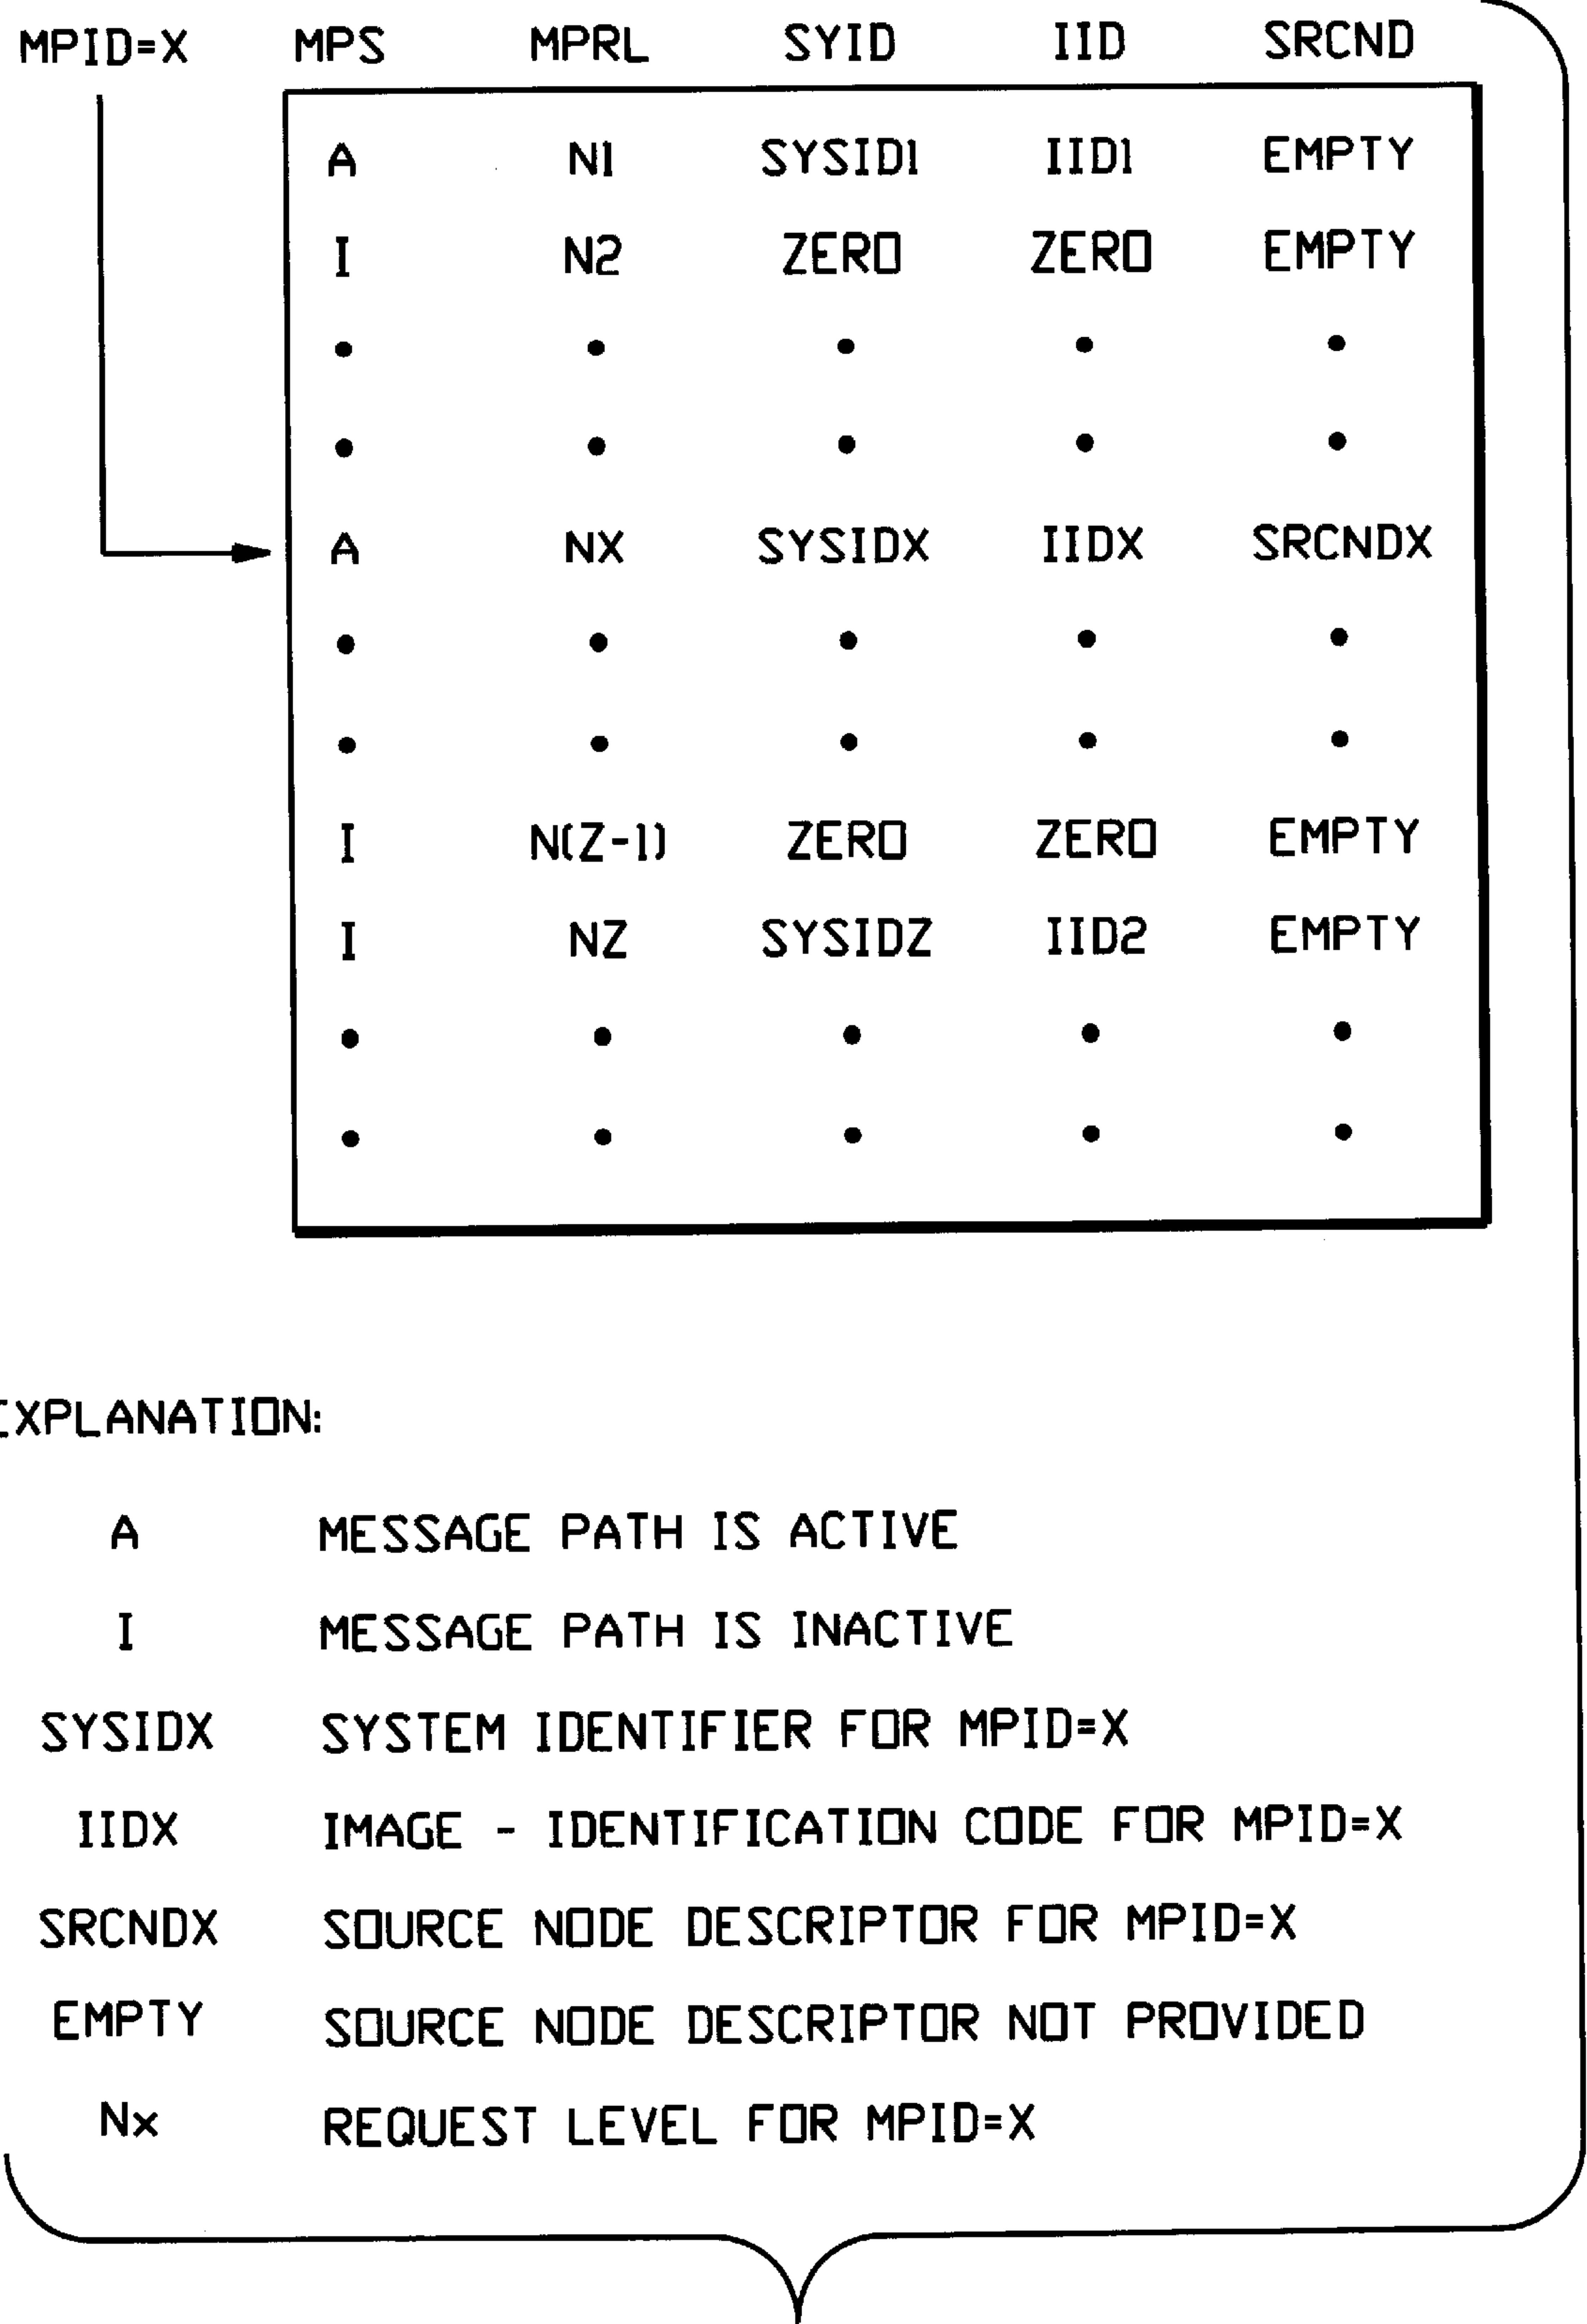 MPID=X MPS MPRL SYID IID SRCND
A N1 SYSID1 IID1 EMPTY
I N2 ZERO ZERO EMPTY
• • • • •
• • • • •
A NX SYSIDX IIDX SRCNDX
• • • • •
• • • • •
I N(Z-1) ZERO ZERO EMPTY
I NZ SYSIDZ IID2 EMPTY
• • • • •
• • • • •
EXPLANATION:
A MESSAGE PATH IS ACTIVE
I MESSAGE PATH IS INACTIVE
SYSIDX SYSTEM IDENTIFIER FOR MPID=X
IIDX IMAGE - IDENTIFICATION CODE FOR MPID=X
SRCNDX SOURCE NODE DESCRIPTOR FOR MPID=X
EMPTY SOURCE NODE DESCRIPTOR NOT PROVIDED
Nx REQUEST LEVEL FOR MPID=X